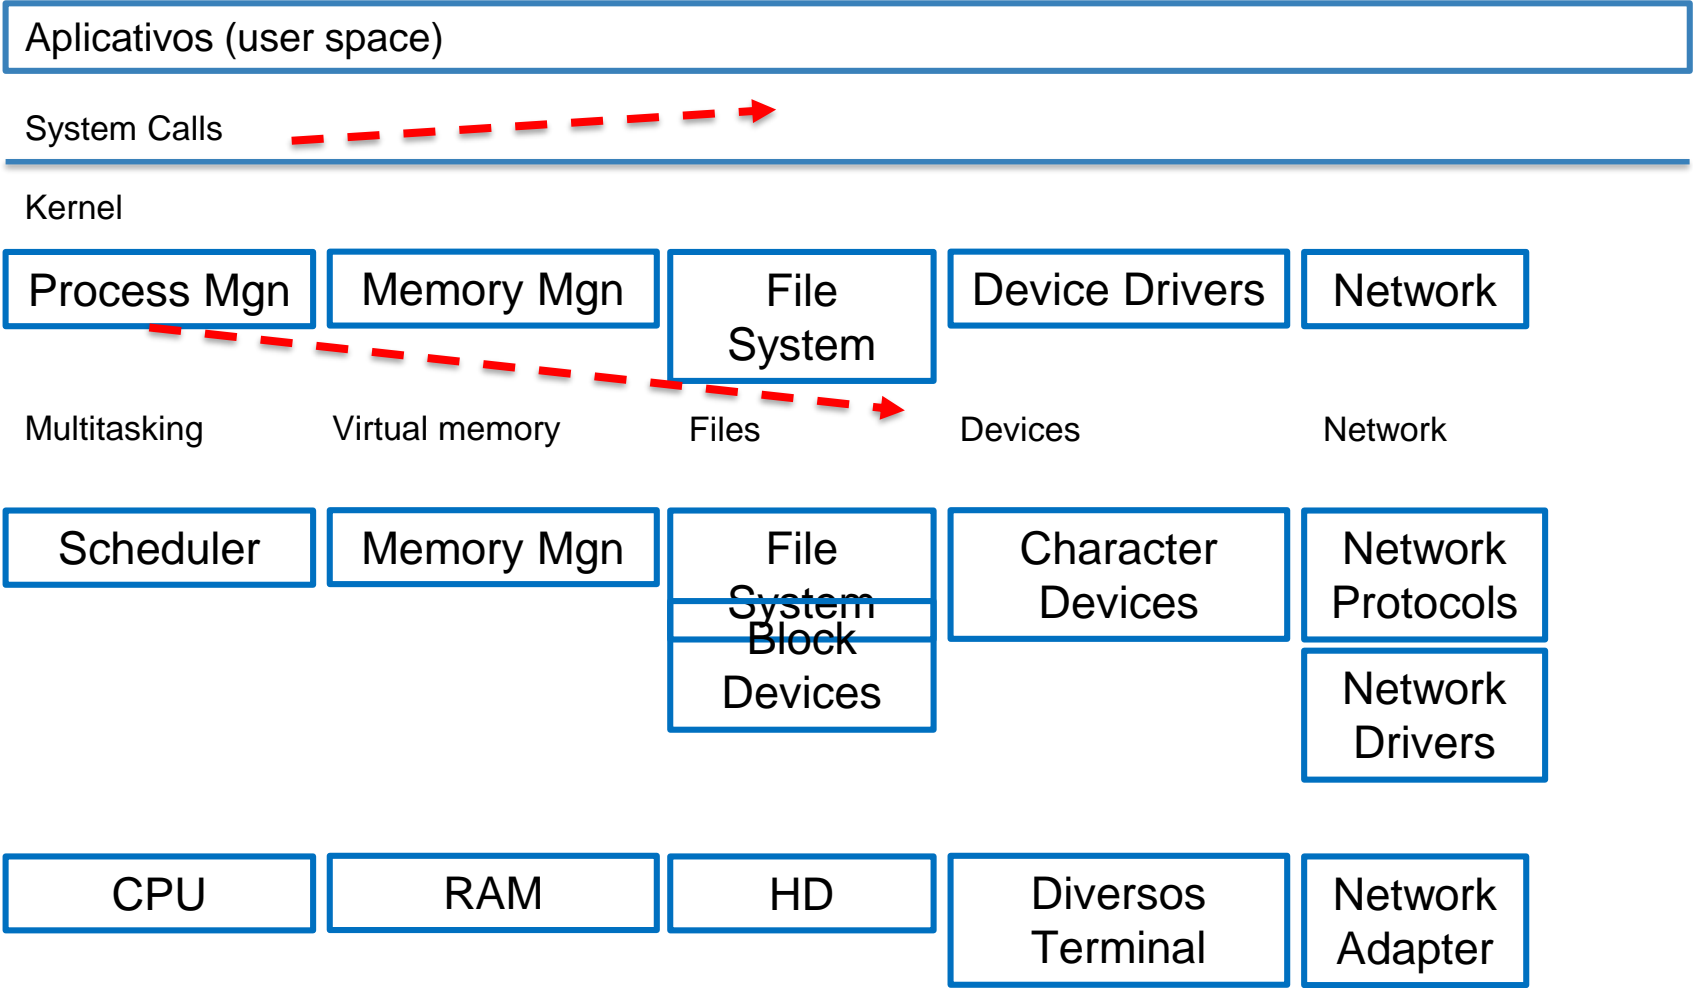 Aplicativos (user space)
System Calls
Kernel
Process Mgn
Memory Mgn
File
System
Device Drivers
Network
Multitasking
Virtual memory
Files
Devices
Network
Scheduler
Memory Mgn
File
System
Block
Devices
Character
Devices
Network
Protocols
Network
Drivers
CPU
RAM
HD
Diversos
Terminal
Network
Adapter